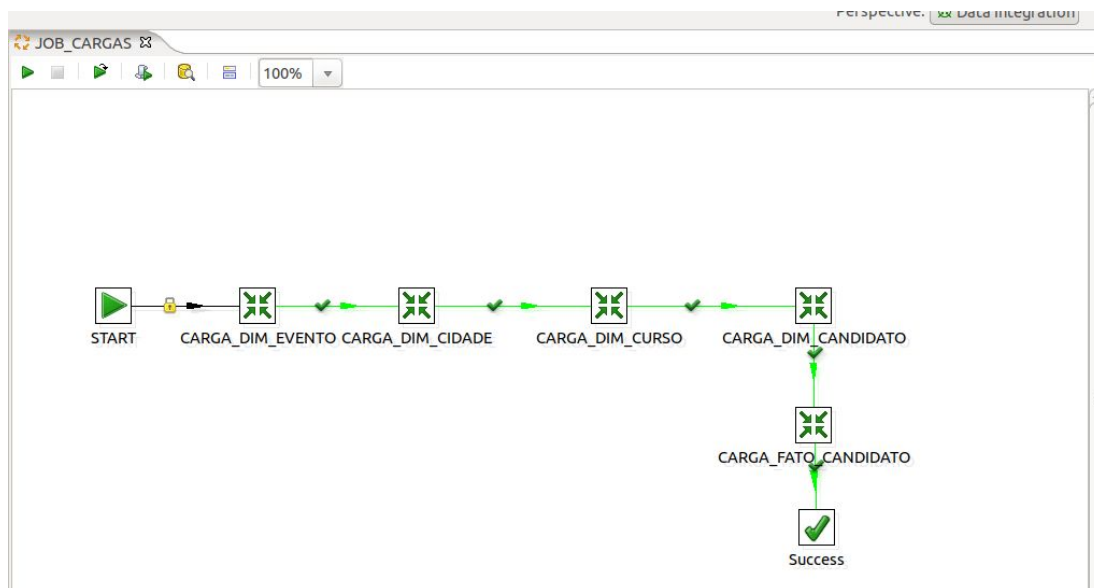 Perspective: Data Integration
JOB_CARGAS
100%
START
CARGA_DIM_EVENTO
CARGA_DIM_CIDADE
CARGA_DIM_CURSO
CARGA_DIM_CANDIDATO
CARGA_FATO_CANDIDATO
Success